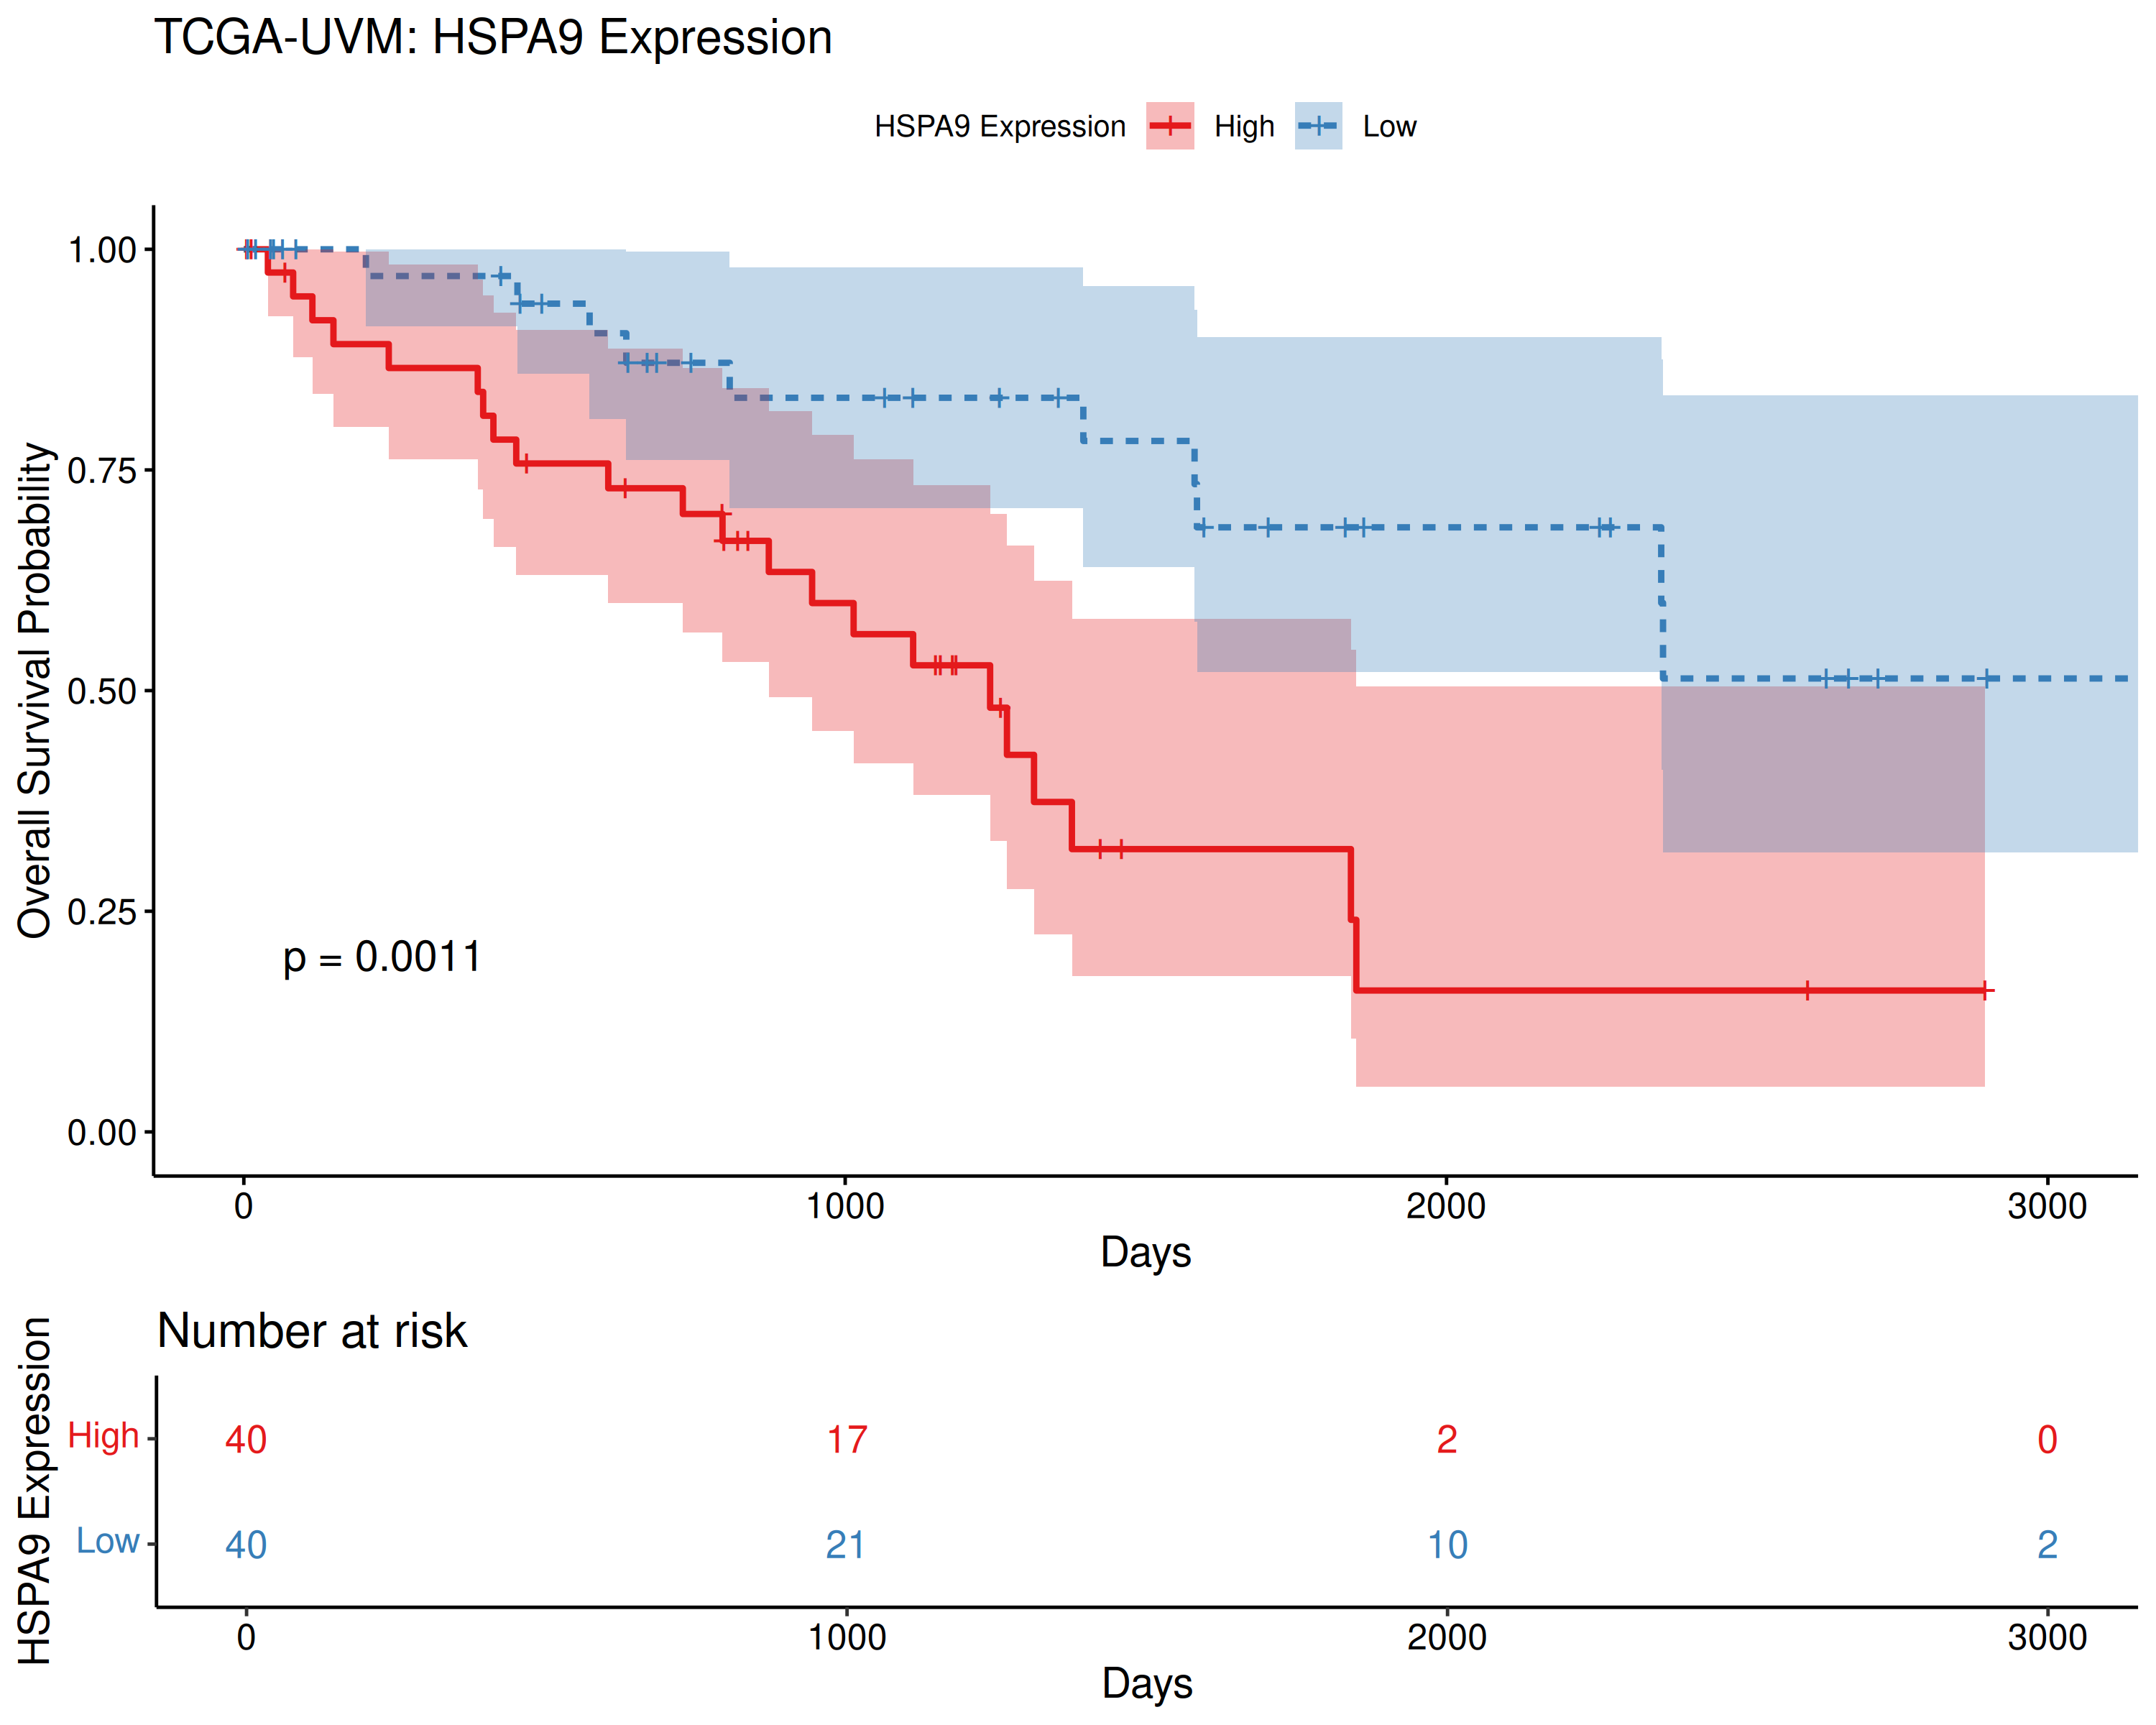 TCGA-UVM: HSPA9 Expression
HSPA9 Expression High Low
Overall Survival Probability
1.00
0.75
0.50
0.25
0.00
p = 0.0011
0 1000 2000 3000
Days
Number at risk
HSPA9 Expression
High 40 17 2 0
Low 40 21 10 2
0 1000 2000 3000
Days